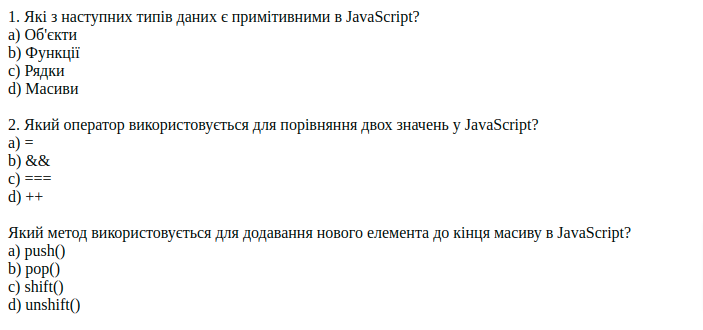 1. Які з наступних типів даних є примітивними в JavaScript?
a) Об'єкти
b) Функції
c) Рядки
d) Масиви
2. Який оператор використовується для порівняння двох значень у JavaScript?
a) =
b) &&
c) ===
d) ++
Який метод використовується для додавання нового елемента до кінця масиву в JavaScript?
a) push()
b) pop()
c) shift()
d) unshift()